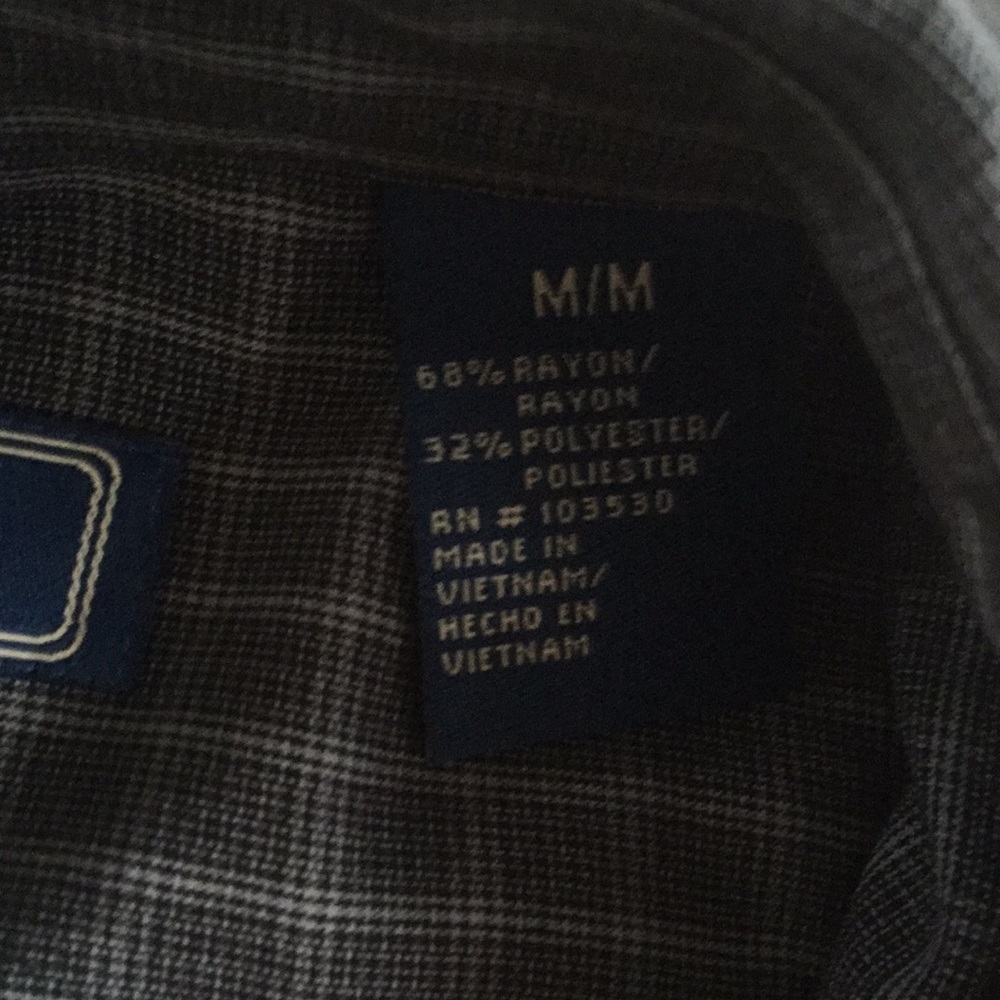 M/M
68% RAYON/
RAYON
32% POLYESTER/
POLIESTER
RN # 103530
MADE IN
VIETNAM/
HECHO EN
VIETNAM